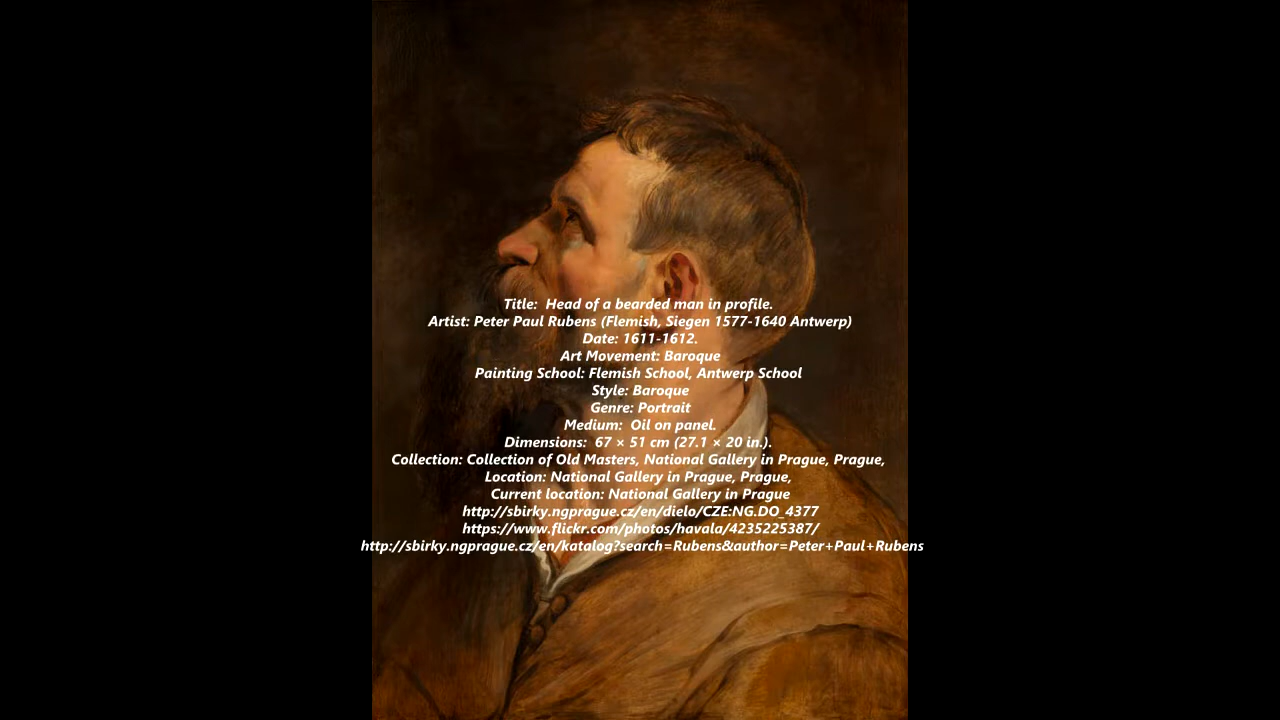 Title:  Head of a bearded man in profile.
Artist: Peter Paul Rubens (Flemish, Siegen 1577-1640 Antwerp)
Date: 1611-1612.
Art Movement: Baroque
Painting School: Flemish School, Antwerp School
Style: Baroque
Genre: Portrait
Medium:  Oil on panel.
Dimensions:  67 × 51 cm (27.1 × 20 in.).
Collection: Collection of Old Masters, National Gallery in Prague, Prague,
Location: National Gallery in Prague, Prague,
Current location: National Gallery in Prague
http://sbirky.ngprague.cz/en/dielo/CZE:NG.DO_4377
https://www.flickr.com/photos/havala/4235225387/
http://sbirky.ngprague.cz/en/katalog?search=Rubens&author=Peter+Paul+Rubens